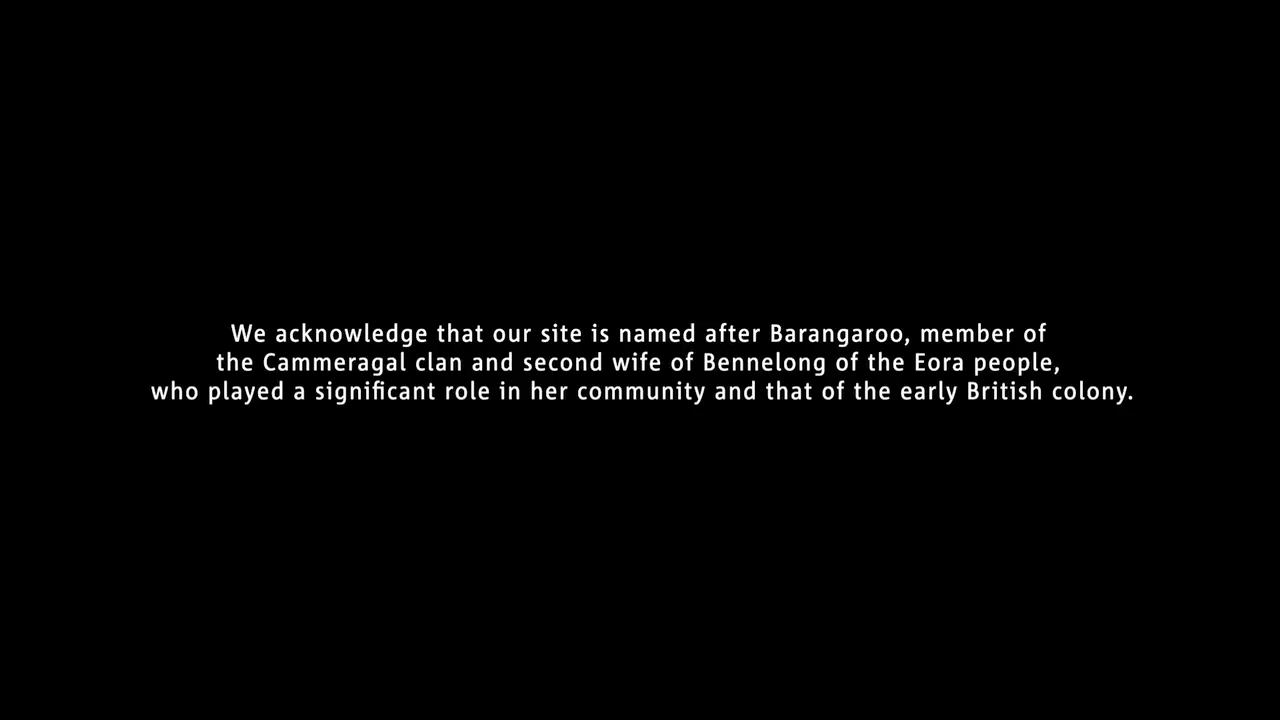 We acknowledge that our site is named after Barangaroo, member of
the Cammeragal clan and second wife of Bennelong of the Eora people,
who played a significant role in her community and that of the early British colony.